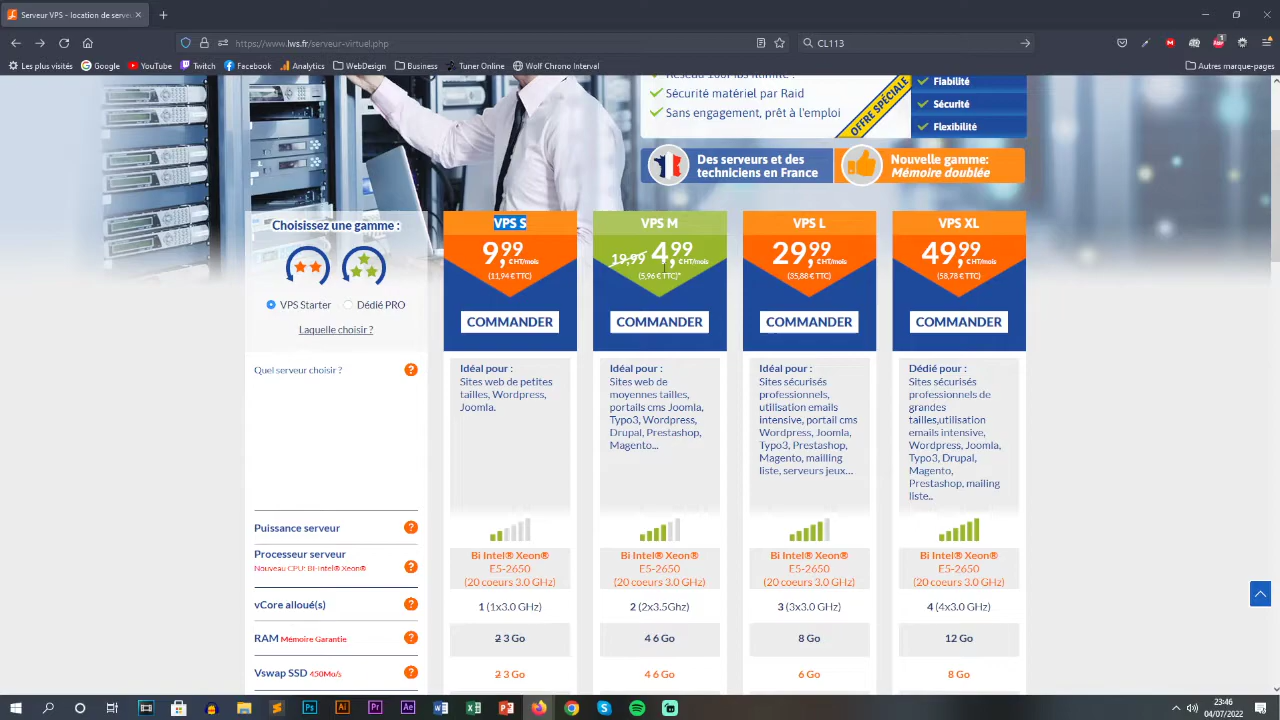 Serveur VPS - location de serve
https://www.lws.fr/serveur-virtuel.php
CL113
Les plus visités
Google
YouTube
Twitch
Facebook
Analytics
WebDesign
Business
Tuner Online
Wolf Chrono Interval
Autres marque-pages
Sécurité matériel par Raid
Sans engagement, prêt à l'emploi
OFFRE SPÉCIALE
Fiabilité
Sécurité
Flexibilité
Des serveurs et des
techniciens en France
Nouvelle gamme:
Mémoire doublée
Choisissez une gamme :
VPS Starter
Dédié PRO
Laquelle choisir ?
VPS S
9,99 € HT/mois
(11,94 € TTC)
COMMANDER
VPS M
19,99 4,99 € HT/mois
(5,96 € TTC)*
COMMANDER
VPS L
29,99 € HT/mois
(35,88 € TTC)
COMMANDER
VPS XL
49,99 € HT/mois
(58,78 € TTC)
COMMANDER
Quel serveur choisir ?
?
Idéal pour :
Sites web de petites
tailles, Wordpress,
Joomla.
Idéal pour :
Sites web de
moyennes tailles,
portails cms Joomla,
Typo3, Wordpress,
Drupal, Prestashop,
Magento...
Idéal pour :
Sites sécurisés
professionnels,
utilisation emails
intensive, portail cms
Wordpress, Joomla,
Typo3, Prestashop,
Magento, mailling
liste, serveurs jeux...
Dédié pour :
Sites sécurisés
professionnels de
grandes
tailles,utilisation
emails intensive,
Wordpress, Joomla,
Typo3, Drupal,
Magento,
Prestashop, mailing
liste..
Puissance serveur
?
Processeur serveur
Nouveau CPU: Bi-Intel® Xeon®
?
Bi Intel® Xeon®
E5-2650
(20 coeurs 3.0 GHz)
Bi Intel® Xeon®
E5-2650
(20 coeurs 3.0 GHz)
Bi Intel® Xeon®
E5-2650
(20 coeurs 3.0 GHz)
Bi Intel® Xeon®
E5-2650
(20 coeurs 3.0 GHz)
vCore alloué(s)
?
1 (1x3.0 GHz)
2 (2x3.5Ghz)
3 (3x3.0 GHz)
4 (4x3.0 GHz)
RAM Mémoire Garantie
?
2 3 Go
4 6 Go
8 Go
12 Go
Vswap SSD 450Mo/s
?
2 3 Go
4 6 Go
6 Go
8 Go
23:46
04/07/2022